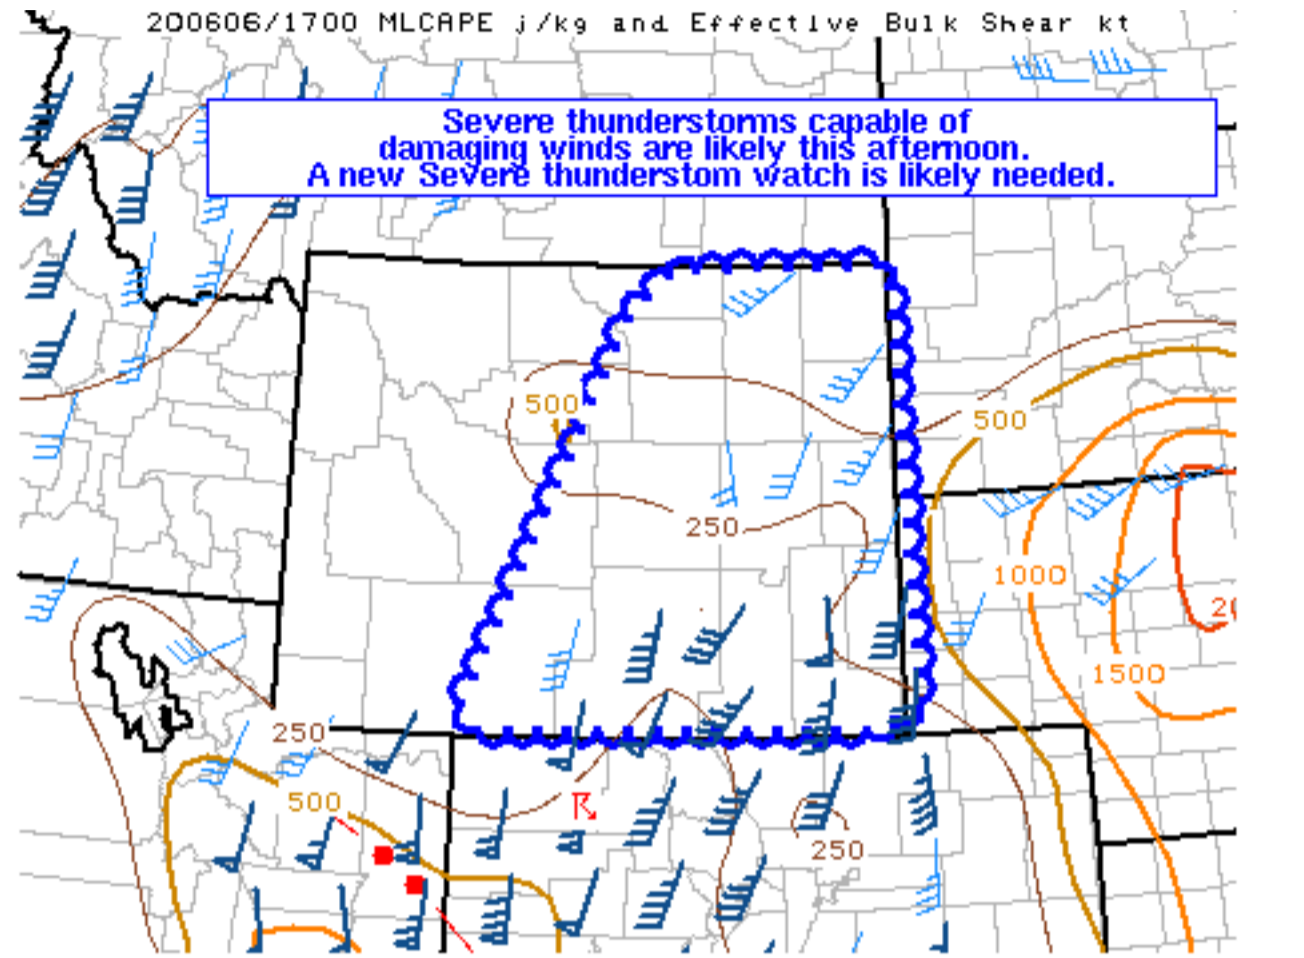 200606/1700 MLCAPE j/kg and Effective Bulk Shear kt
Severe thunderstorms capable of
damaging winds are likely this afternoon.
A new Severe thunderstom watch is likely needed.
500
500
250
1000
1500
250
500
250